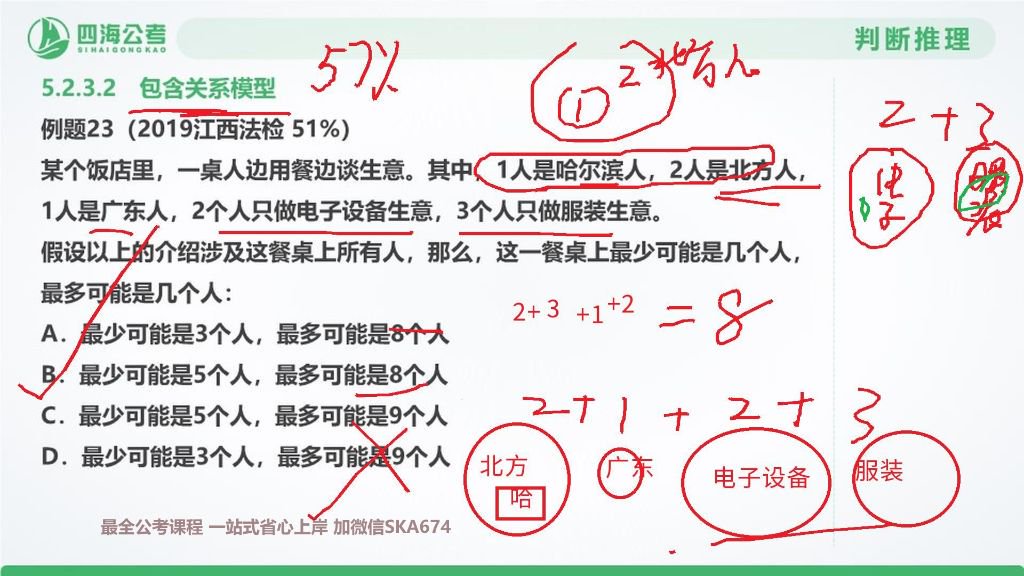 四海公考
SIHAIGONGKAO
判断推理
5.2.3.2 包含关系模型
57%
①
2
北方人
2+3
电子
服装
例题23（2019江西法检 51%）
某个饭店里，一桌人边用餐边谈生意。其中，1人是哈尔滨人，2人是北方人，
1人是广东人，2个人只做电子设备生意，3个人只做服装生意。
假设以上的介绍涉及这餐桌上所有人，那么，这一餐桌上最少可能是几个人，
最多可能是几个人：
2+3 +1+2 =8
A．最少可能是3个人，最多可能是8个人
B．最少可能是5个人，最多可能是8个人
C．最少可能是5个人，最多可能是9个人
D．最少可能是3个人，最多可能是9个人
2+1+2+3
北方
哈
广东
电子设备
服装
最全公考课程 一站式省心上岸 加微信SKA674